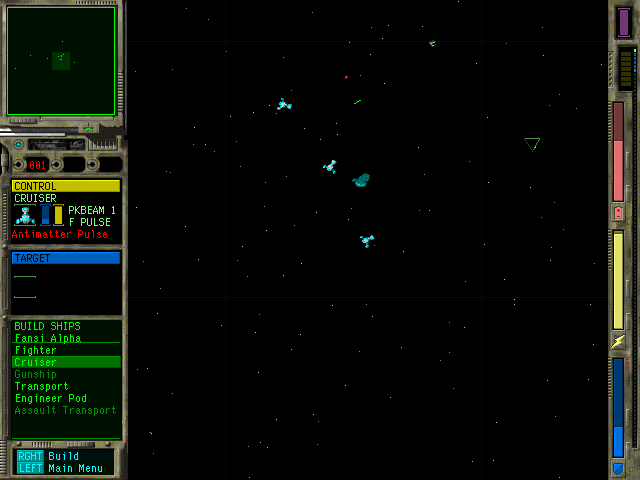 001
CONTROL
CRUISER
PKBEAM 1
F PULSE
Antimatter Pulse
TARGET
BUILD SHIPS
Fansi Alpha
Fighter
Cruiser
Gunship
Transport
Engineer Pod
Assault Transport
RGHT Build
LEFT Main Menu